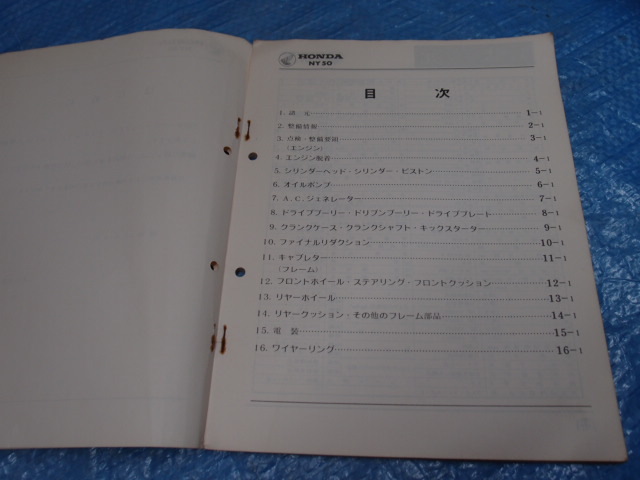 HONDA
NY50
目 次
1. 諸 元 1-1
2. 整備情報 2-1
3. 点検・整備要領 3-1
(エンジン)
4. エンジン脱着 4-1
5. シリンダーヘッド・シリンダー・ピストン 5-1
6. オイルポンプ 6-1
7. A.C.ジェネレーター 7-1
8. ドライブプーリー・ドリブンプーリー・ドライブプレート 8-1
9. クランクケース・クランクシャフト・キックスターター 9-1
10. ファイナルリダクション 10-1
11. キャブレター 11-1
(フレーム)
12. フロントホイール・ステアリング・フロントクッション 12-1
13. リヤーホイール 13-1
14. リヤークッション・その他のフレーム部品 14-1
15. 電 装 15-1
16. ワイヤーリング 16-1